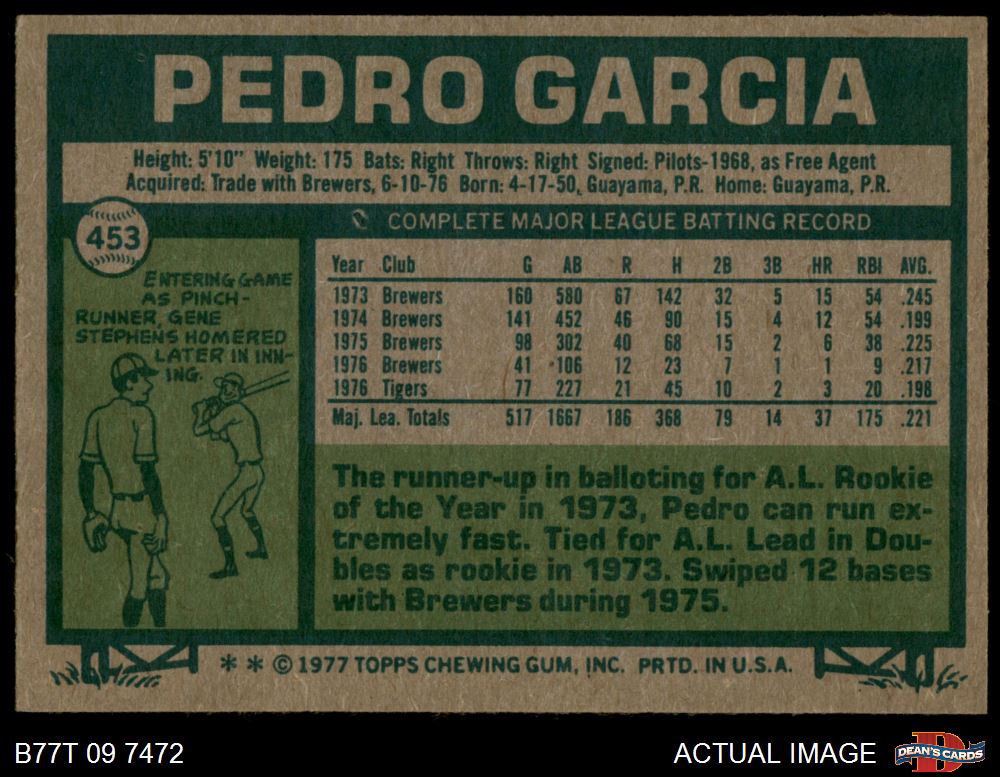 PEDRO GARCIA
Height: 5'10" Weight: 175 Bats: Right Throws: Right Signed: Pilots-1968, as Free Agent
Acquired: Trade with Brewers, 6-10-76 Born: 4-17-50, Guayama, P.R. Home: Guayama, P.R.
453
ENTERING GAME
AS PINCH-
RUNNER, GENE
STEPHENS HOMERED
LATER IN INN-
ING.
COMPLETE MAJOR LEAGUE BATTING RECORD
Year Club G AB R H 2B 3B HR RBI AVG.
1973 Brewers 160 580 67 142 32 5 15 54 .245
1974 Brewers 141 452 46 90 15 4 12 54 .199
1975 Brewers 98 302 40 68 15 2 6 38 .225
1976 Brewers 41 106 12 23 7 1 1 9 .217
1976 Tigers 77 227 21 45 10 2 3 20 .198
Maj. Lea. Totals 517 1667 186 368 79 14 37 175 .221
The runner-up in balloting for A.L. Rookie
of the Year in 1973, Pedro can run ex-
tremely fast. Tied for A.L. Lead in Dou-
bles as rookie in 1973. Swiped 12 bases
with Brewers during 1975.
* * © 1977 TOPPS CHEWING GUM, INC. PRTD. IN U.S.A.
B77T 09 7472
ACTUAL IMAGE
DEAN'S CARDS